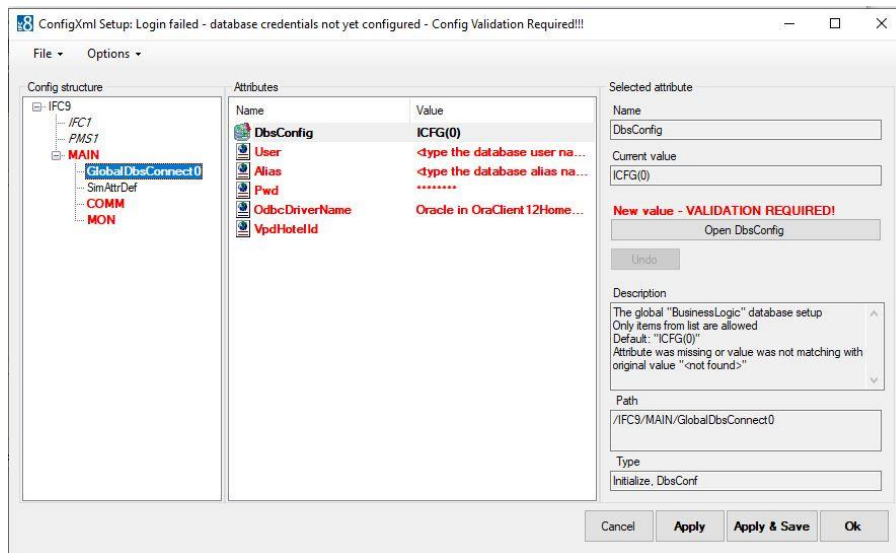 ConfigXml Setup: Login failed - database credentials not yet configured - Config Validation Required!!!
File Options
Config structure
IFC9
IFC1
PMS1
MAIN
GlobalDbsConnect0
SimAttrDef
COMM
MON
Attributes
Name Value
DbsConfig ICFG(0)
User <type the database user na...
Alias <type the database alias na...
Pwd ********
OdbcDriverName Oracle in OraClient12Home...
VpdHotelId
Selected attribute
Name
DbsConfig
Current value
ICFG(0)
New value - VALIDATION REQUIRED!
Open DbsConfig
Undo
Description
The global "BusinessLogic" database setup
Only items from list are allowed
Default: "ICFG(0)"
Attribute was missing or value was not matching with
original value "<not found>"
Path
/IFC9/MAIN/GlobalDbsConnect0
Type
Initialize, DbsConf
Cancel Apply Apply & Save Ok